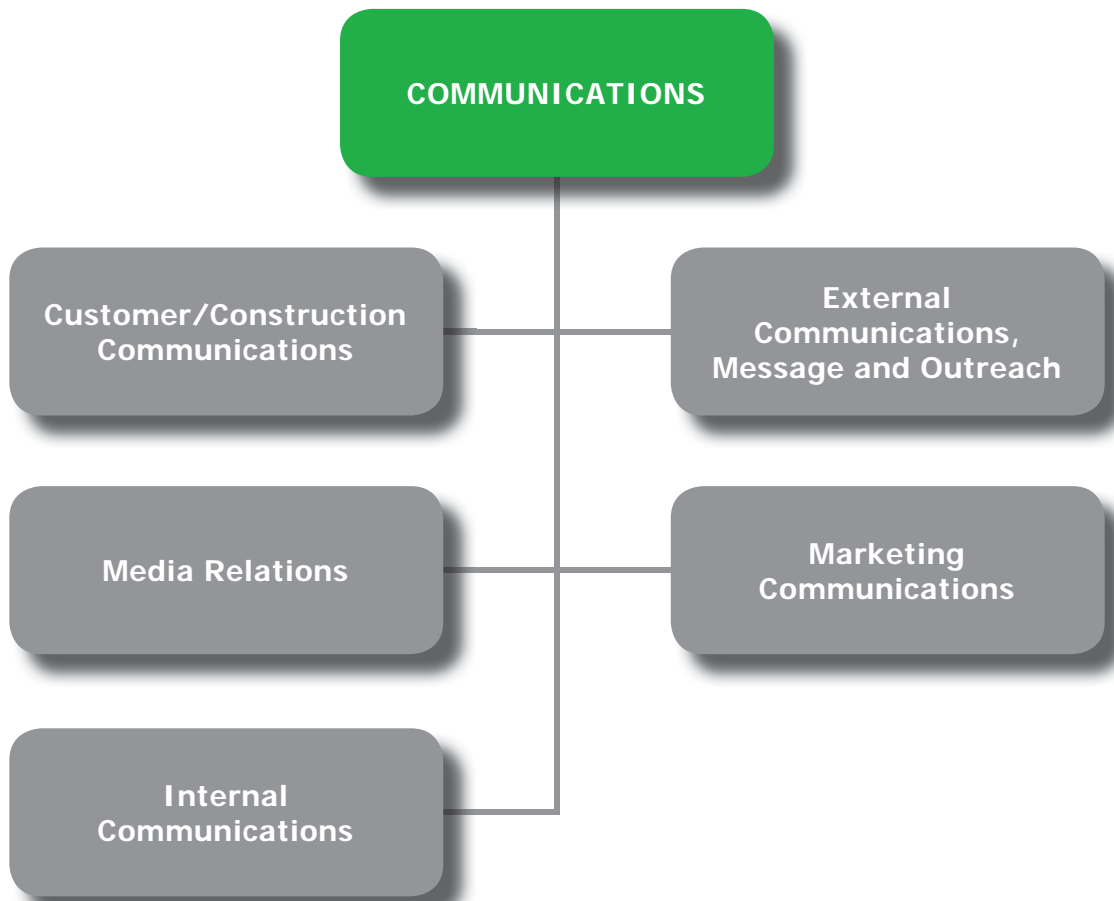 COMMUNICATIONS
Customer/Construction
Communications
External
Communications,
Message and Outreach
Media Relations
Marketing
Communications
Internal
Communications